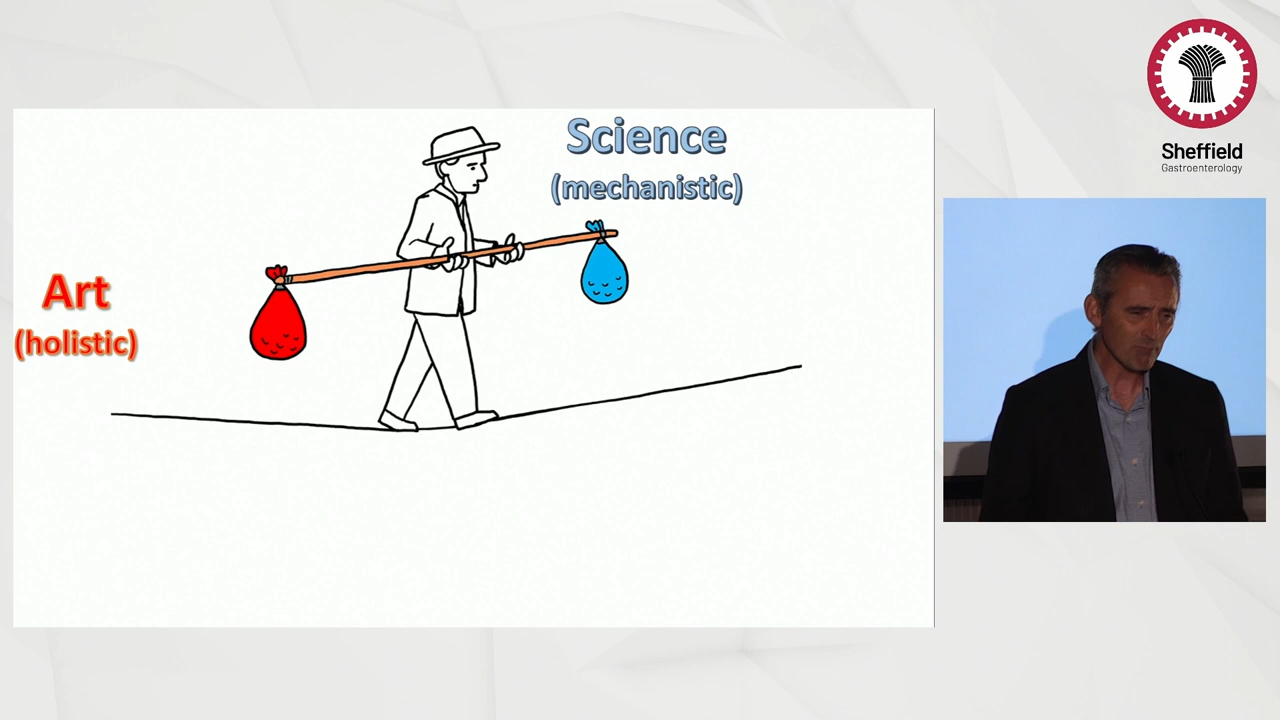 Science
(mechanistic)
Art
(holistic)
Sheffield
Gastroenterology